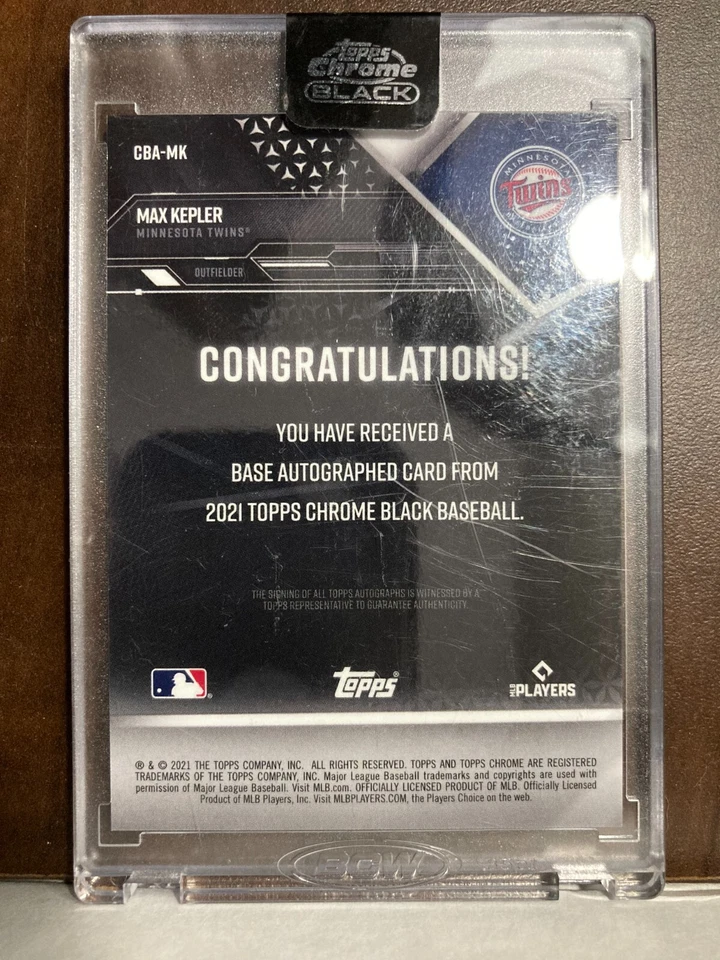 Topps
Chrome
BLACK
CBA-MK
MINNESOTA
Twins
MAX KEPLER
MINNESOTA TWINS®
OUTFIELDER
CONGRATULATIONS!
YOU HAVE RECEIVED A
BASE AUTOGRAPHED CARD FROM
2021 TOPPS CHROME BLACK BASEBALL.
THE SIGNING OF ALL TOPPS AUTOGRAPHS IS WITNESSED BY A
TOPPS REPRESENTATIVE TO GUARANTEE AUTHENTICITY.
Topps®
MLB PLAYERS
® & © 2021 THE TOPPS COMPANY, INC. ALL RIGHTS RESERVED. TOPPS AND TOPPS CHROME ARE REGISTERED
TRADEMARKS OF THE TOPPS COMPANY, INC. Major League Baseball trademarks and copyrights are used with
permission of Major League Baseball. Visit MLB.com. OFFICIALLY LICENSED PRODUCT OF MLB. Officially Licensed
Product of MLB Players, Inc. Visit MLBPLAYERS.COM, the Players Choice on the web.
BCW